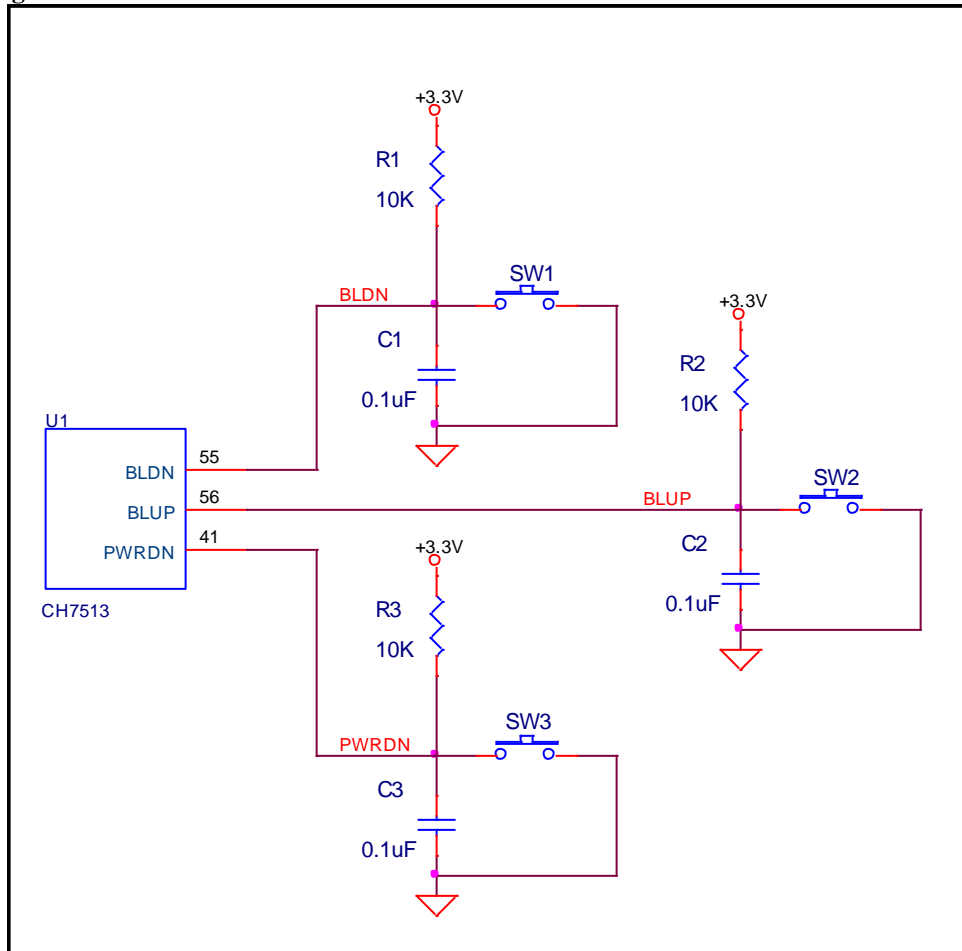 +3.3V
R1
10K
SW1
BLDN
+3.3V
C1
R2
0.1uF
10K
U1
55
BLDN
SW2
56
BLUP
BLUP
41
+3.3V
C2
PWRDN
0.1uF
CH7513
R3
10K
SW3
PWRDN
C3
0.1uF